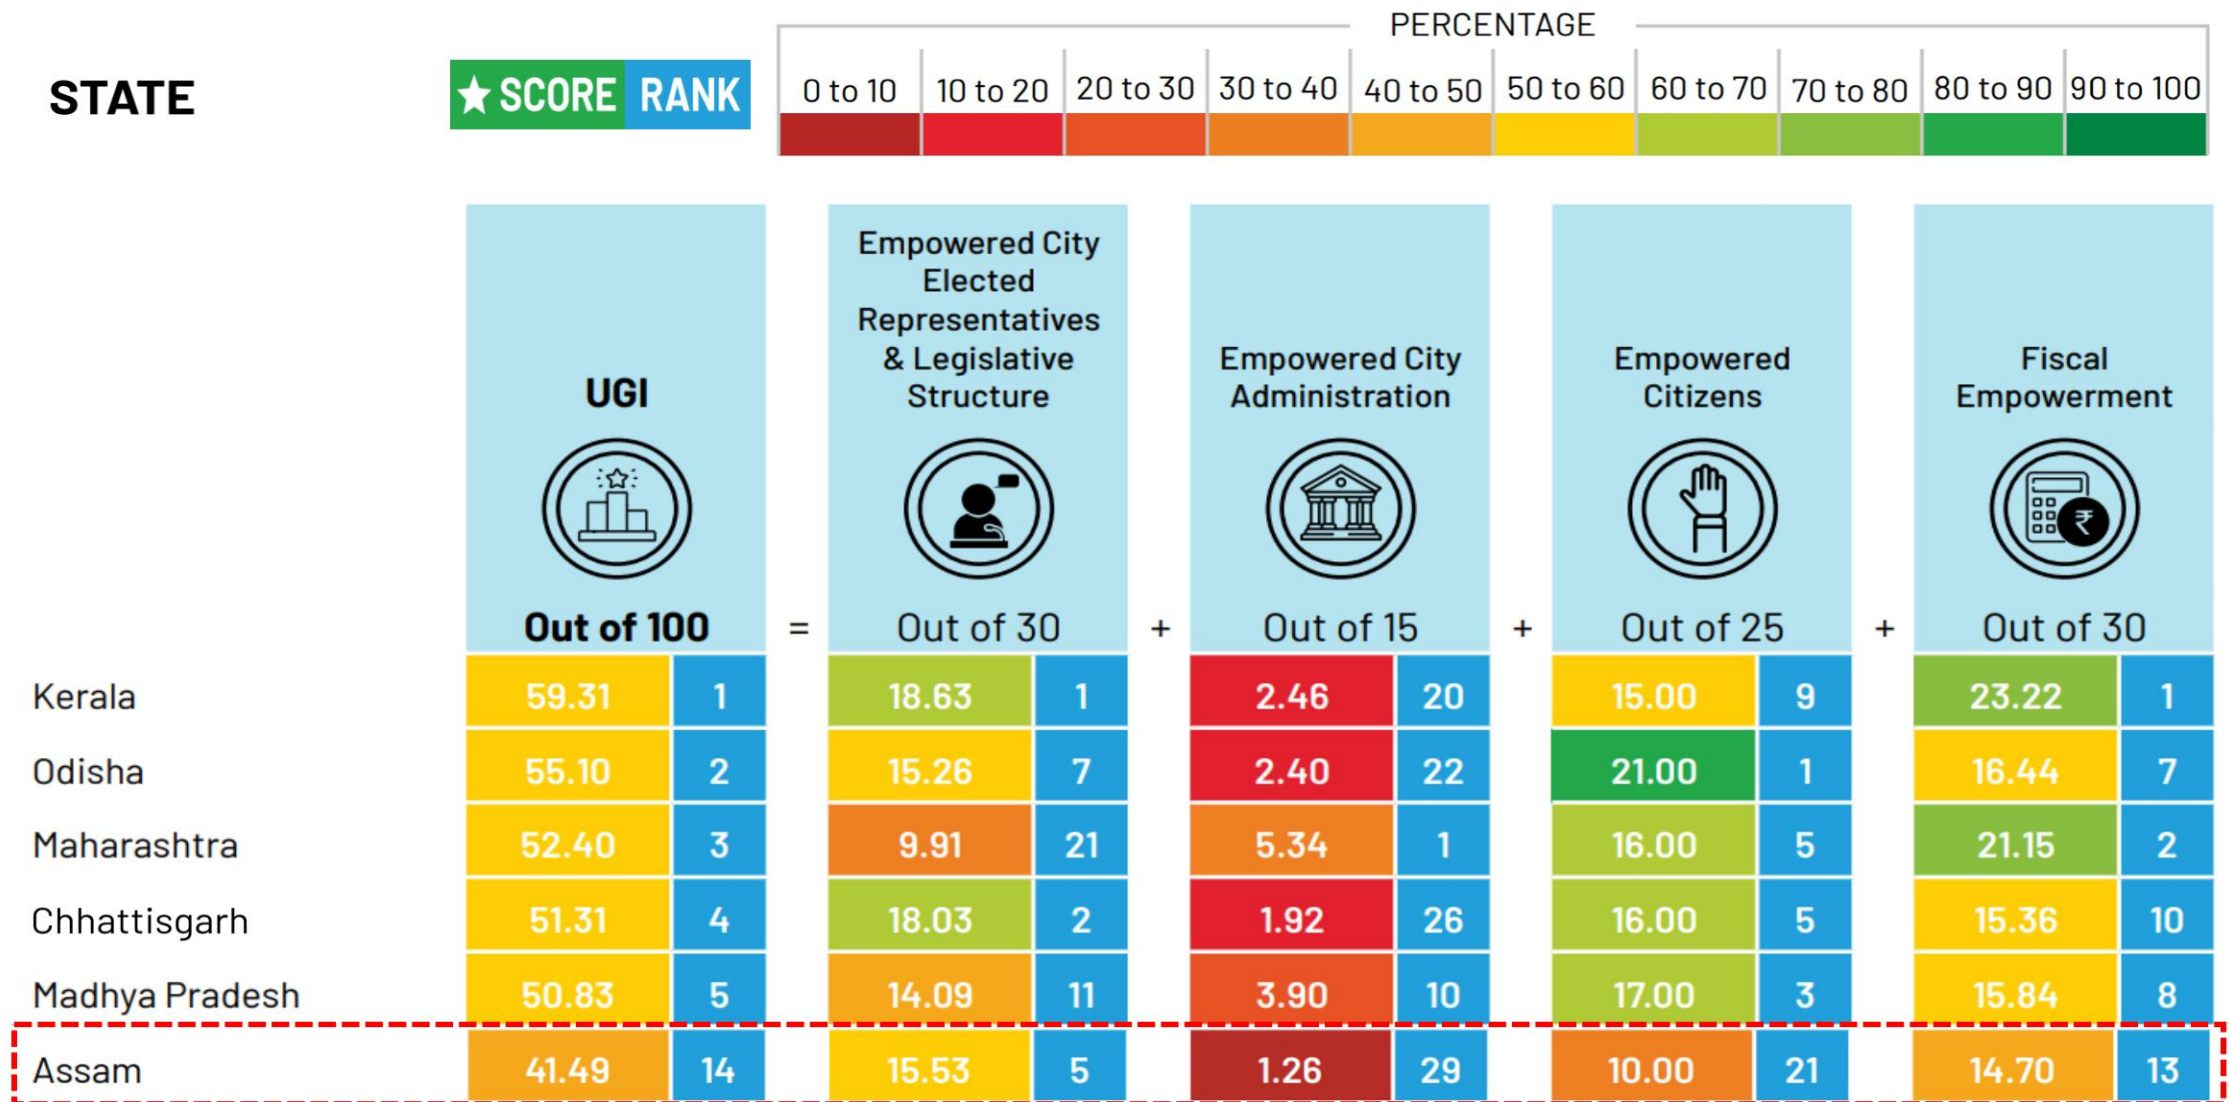 PERCENTAGE
STATE
SCORE RANK
0 to 10 10 to 20 20 to 30 30 to 40 40 to 50 50 to 60 60 to 70 70 to 80 80 to 90 90 to 100
UGI
Out of 100
=
Empowered City
Elected
Representatives
& Legislative
Structure
Out of 30
+
Empowered City
Administration
Out of 15
+
Empowered
Citizens
Out of 25
+
Fiscal
Empowerment
₹
Out of 30
Kerala 59.31 1 18.63 1 2.46 20 15.00 9 23.22 1
Odisha 55.10 2 15.26 7 2.40 22 21.00 1 16.44 7
Maharashtra 52.40 3 9.91 21 5.34 1 16.00 5 21.15 2
Chhattisgarh 51.31 4 18.03 2 1.92 26 16.00 5 15.36 10
Madhya Pradesh 50.83 5 14.09 11 3.90 10 17.00 3 15.84 8
Assam 41.49 14 15.53 5 1.26 29 10.00 21 14.70 13